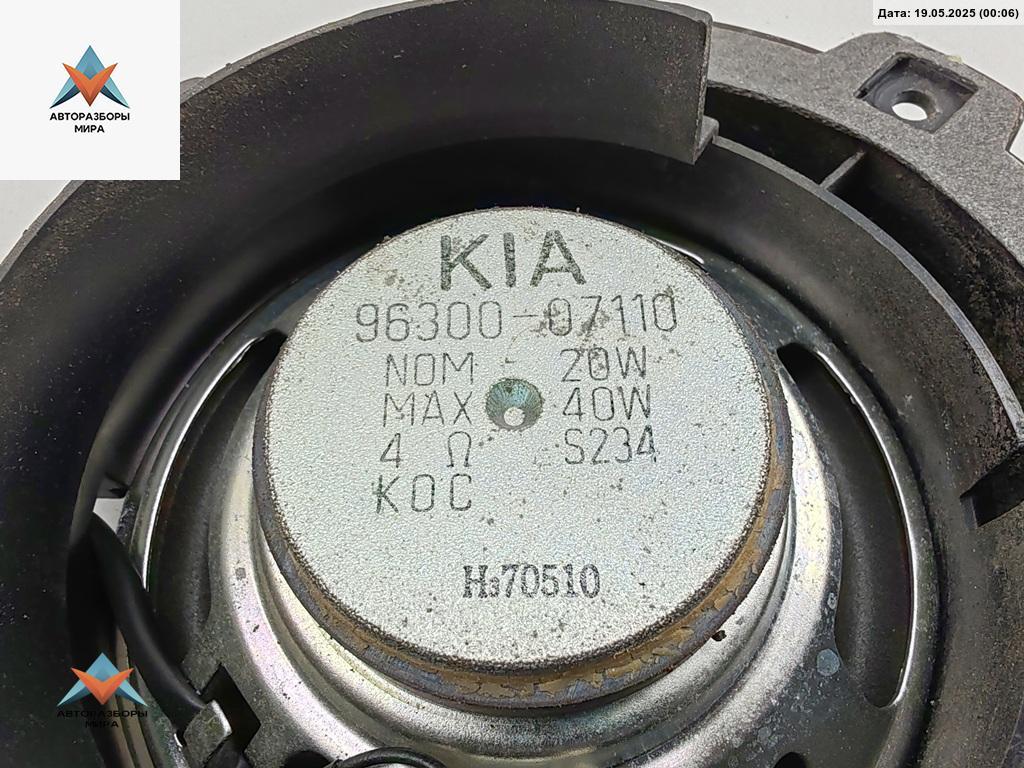 Дата: 19.05.2025 (00:06)
АВТОРАЗБОРЫ
МИРА
KIA
96300-07110
NOM 20W
MAX 40W
4 Ω S234
KOC
H370510
АВТОРАЗБОРЫ
МИРА